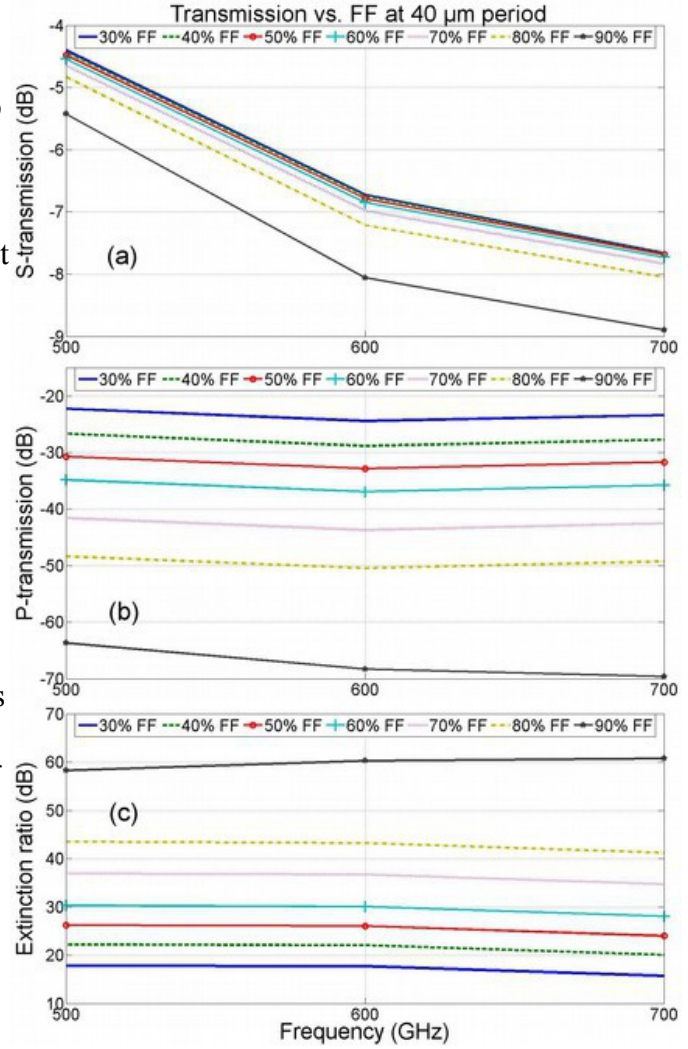 Transmission vs. FF at 40 µm period
30% FF 40% FF 50% FF 60% FF 70% FF 80% FF 90% FF
S-transmission (dB)
-4
-5
-6
-7
-8
-9
(a)
500 600 700
30% FF 40% FF 50% FF 60% FF 70% FF 80% FF 90% FF
P-transmission (dB)
-20
-30
-40
-50
-60
-70
(b)
500 600 700
30% FF 40% FF 50% FF 60% FF 70% FF 80% FF 90% FF
Extinction ratio (dB)
70
60
50
40
30
20
10
(c)
500 600 700
Frequency (GHz)
t
s